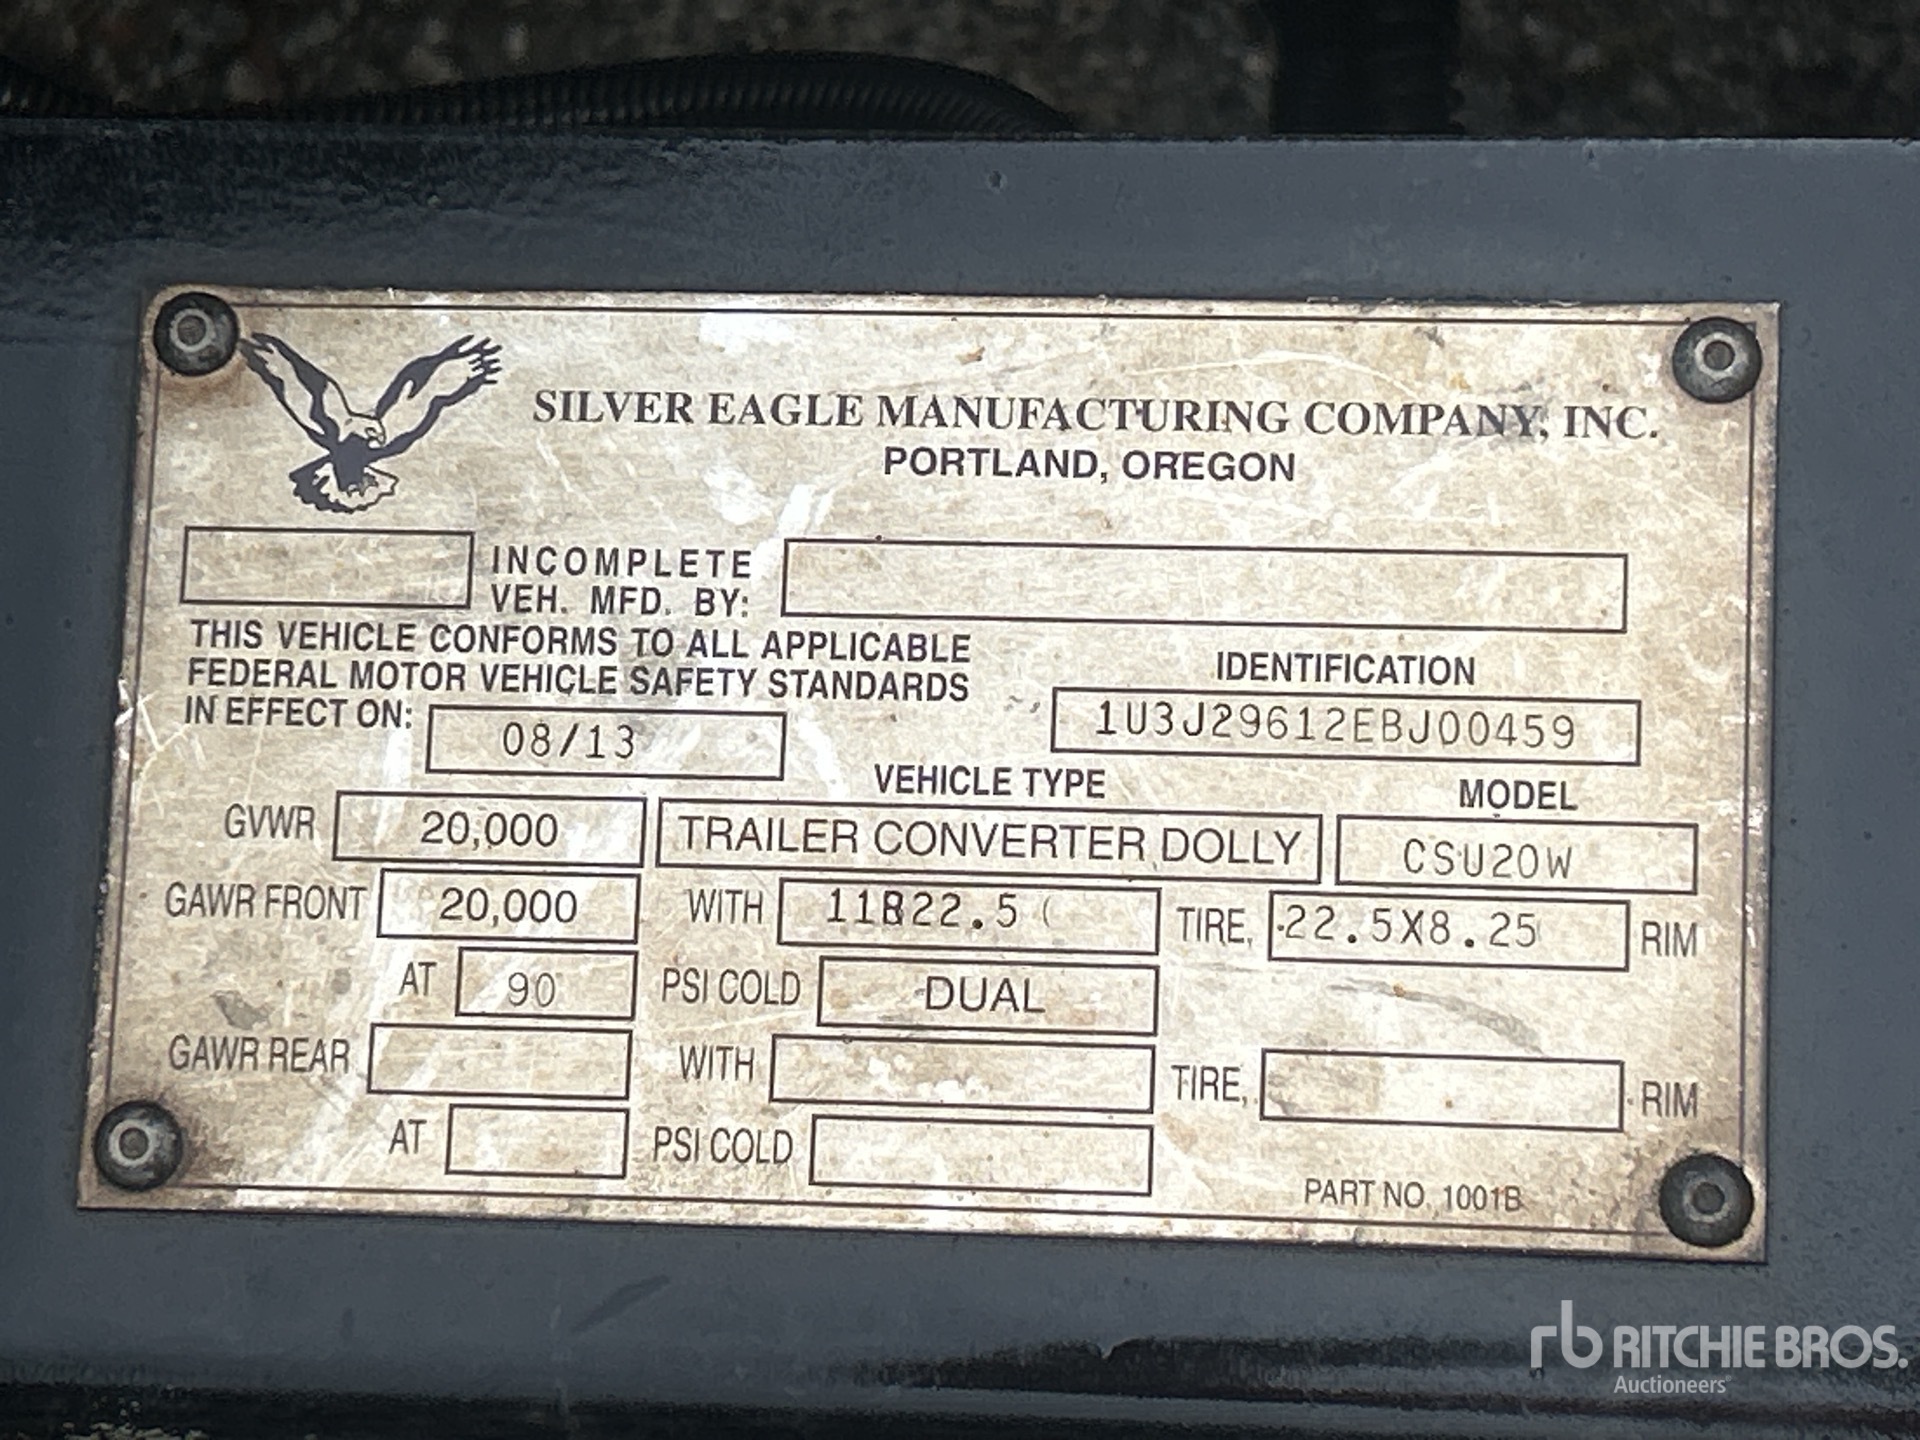 SILVER EAGLE MANUFACTURING COMPANY, INC.
PORTLAND, OREGON
INCOMPLETE
VEH. MFD. BY:
THIS VEHICLE CONFORMS TO ALL APPLICABLE
FEDERAL MOTOR VEHICLE SAFETY STANDARDS
IN EFFECT ON: 08/13
IDENTIFICATION
1U3J29612EBJ00459
VEHICLE TYPE MODEL
GVWR 20,000 TRAILER CONVERTER DOLLY CSU20W
GAWR FRONT 20,000 WITH 11R22.5 TIRE, 22.5X8.25 RIM
AT 90 PSI COLD DUAL
GAWR REAR WITH TIRE, RIM
AT PSI COLD
PART NO. 1001B
rb RITCHIE BROS.
Auctioneers